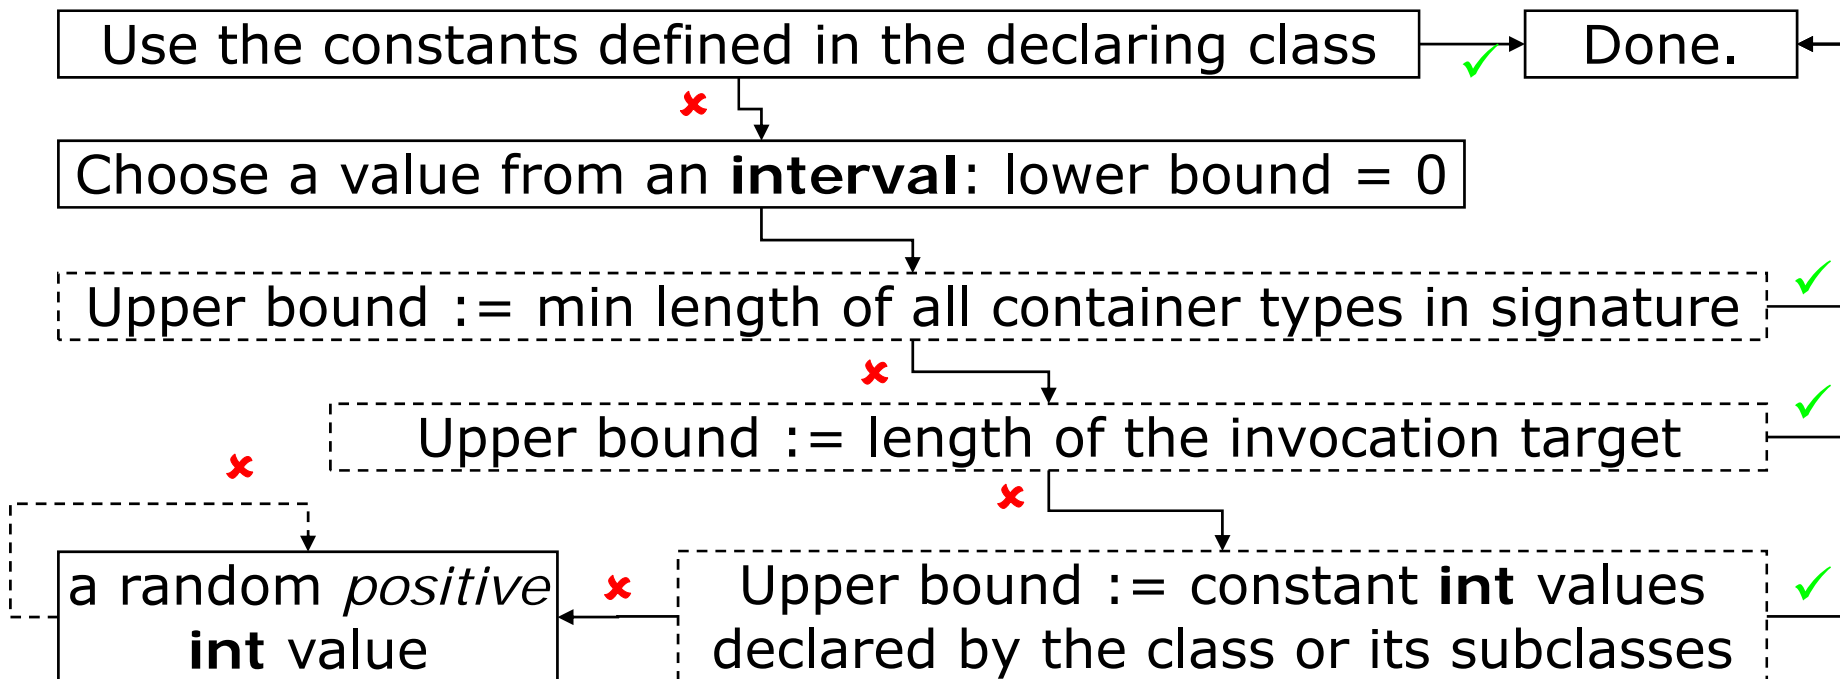 Use the constants defined in the declaring class
Done.
Choose a value from an interval: lower bound = 0
Upper bound := min length of all container types in signature
Upper bound := length of the invocation target
a random positive
int value
Upper bound := constant int values
declared by the class or its subclasses